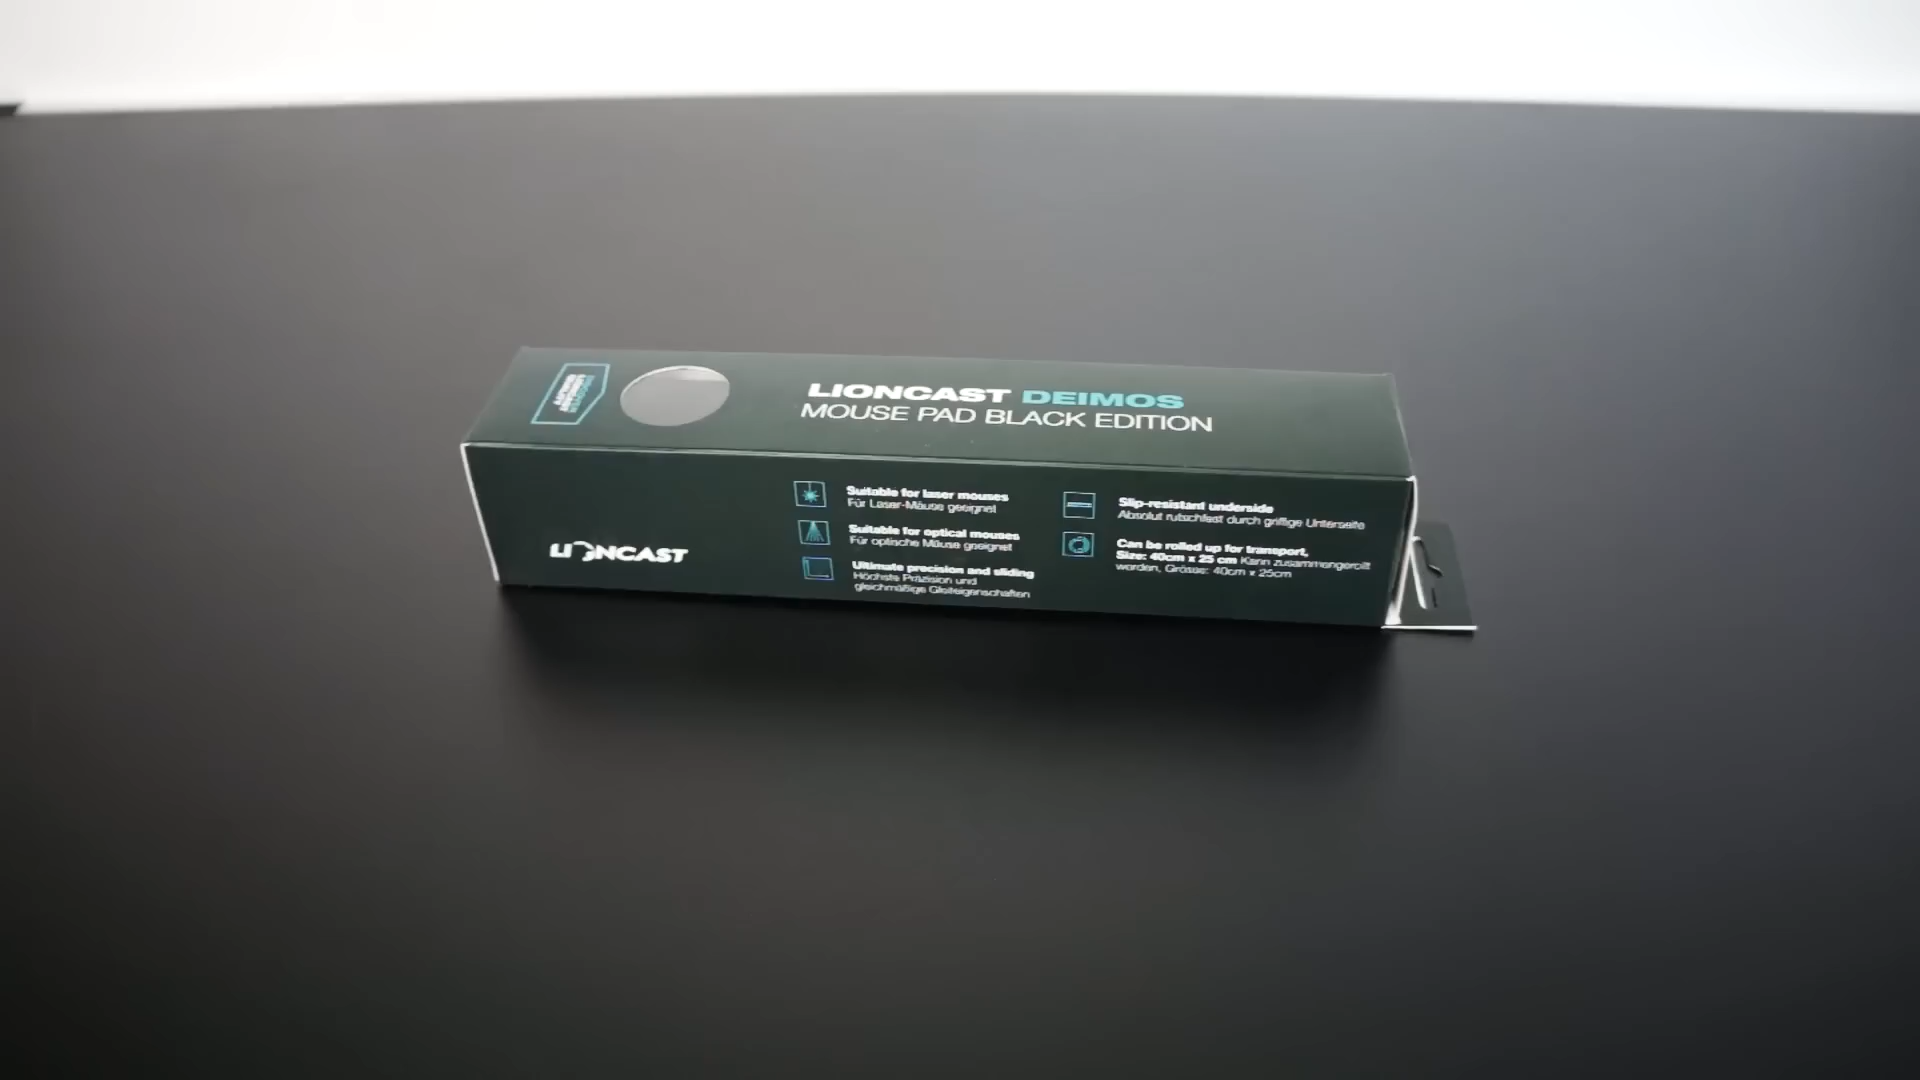 LIONCAST DEIMOS
MOUSE PAD BLACK EDITION
LIONCAST
Suitable for laser mouses
Für Laser-Mäuse geeignet
Suitable for optical mouses
Für optische Mäuse geeignet
Ultimate precision and sliding
Höchste Präzision und
gleichmäßige Gleiteigenschaften
Slip-resistant underside
Absolut rutschfest durch griffige Unterseite
Can be rolled up for transport,
Size: 40cm x 25 cm Kann zusammengerollt
werden, Grösse: 40cm x 25cm